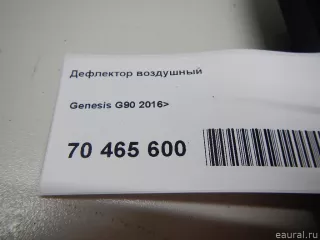 Дефлектор воздушный
Genesis G90 2016>
70 465 600
eaural.ru